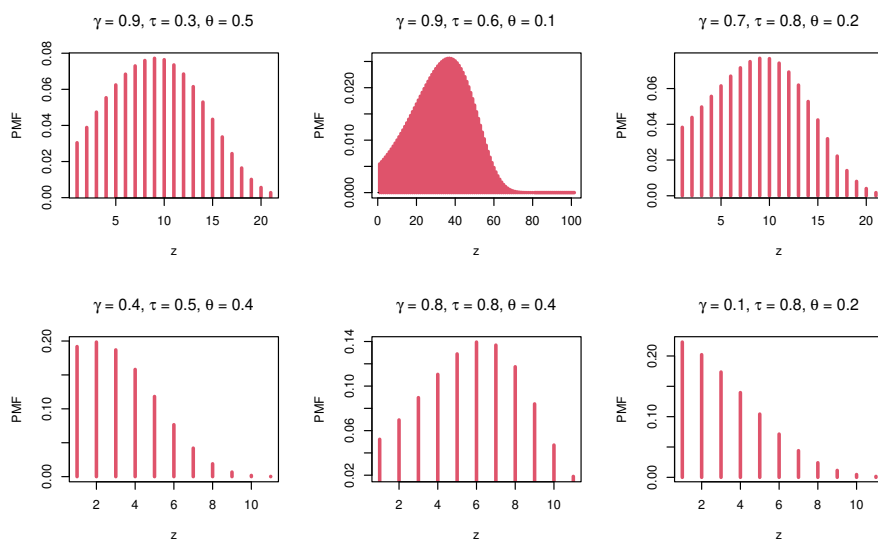 γ = 0.9, τ = 0.3, θ = 0.5
PMF
0.00 0.02 0.04 0.06 0.08
5 10 15 20
z
γ = 0.9, τ = 0.6, θ = 0.1
PMF
0.000 0.010 0.020
0 20 40 60 80 100
z
γ = 0.7, τ = 0.8, θ = 0.2
PMF
0.00 0.02 0.04 0.06
5 10 15 20
z
γ = 0.4, τ = 0.5, θ = 0.4
PMF
0.00 0.10 0.20
2 4 6 8 10
z
γ = 0.8, τ = 0.8, θ = 0.4
PMF
0.02 0.06 0.10 0.14
2 4 6 8 10
z
γ = 0.1, τ = 0.8, θ = 0.2
PMF
0.00 0.10 0.20
2 4 6 8 10
z